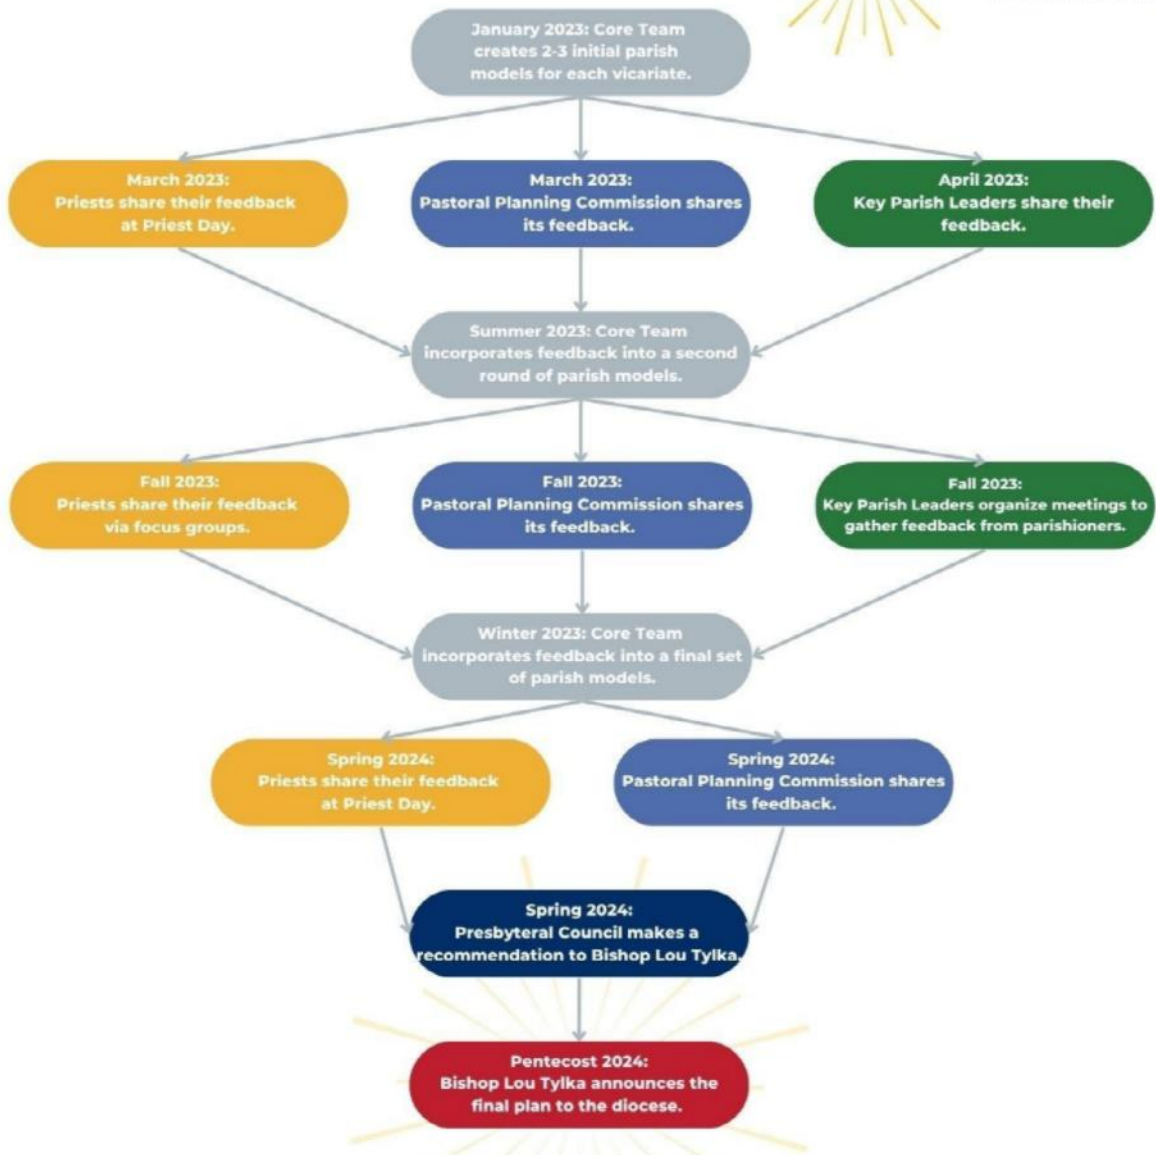 January 2023: Core Team
creates 2-3 initial parish
models for each vicariate.
March 2023:
Priests share their feedback
at Priest Day.
March 2023:
Pastoral Planning Commission shares
its feedback.
April 2023:
Key Parish Leaders share their
feedback.
Summer 2023: Core Team
incorporates feedback into a second
round of parish models.
Fall 2023:
Priests share their feedback
via focus groups.
Fall 2023:
Pastoral Planning Commission shares
its feedback.
Fall 2023:
Key Parish Leaders organize meetings to
gather feedback from parishioners.
Winter 2023: Core Team
incorporates feedback into a final set
of parish models.
Spring 2024:
Priests share their feedback
at Priest Day.
Spring 2024:
Pastoral Planning Commission shares
its feedback.
Spring 2024:
Presbyteral Council makes a
recommendation to Bishop Lou Tylka.
Pentecost 2024:
Bishop Lou Tylka announces the
final plan to the diocese.